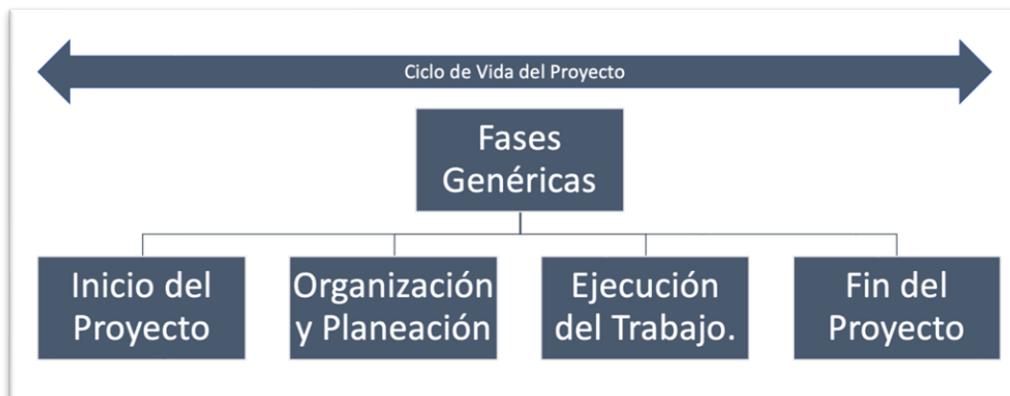 Ciclo de Vida del Proyecto
Fases
Genéricas
Inicio del
Proyecto
Organización
y Planeación
Ejecución
del Trabajo.
Fin del
Proyecto